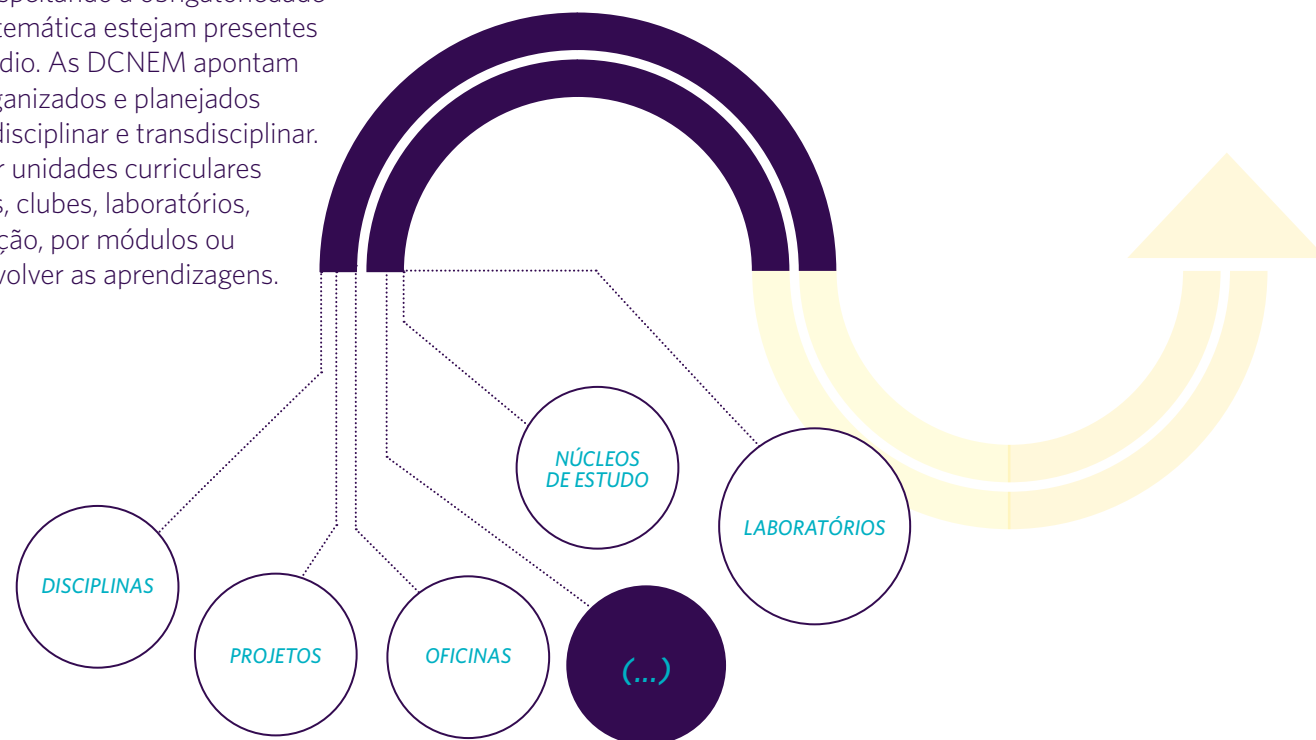 temática estejam presentes
dio. As DCNEM apontam
ganizados e planejados
disciplinar e transdisciplinar.
r unidades curriculares
s, clubes, laboratórios,
ção, por módulos ou
volver as aprendizagens.
NÚCLEOS
DE ESTUDO
LABORATÓRIOS
DISCIPLINAS
PROJETOS
OFICINAS
(...)